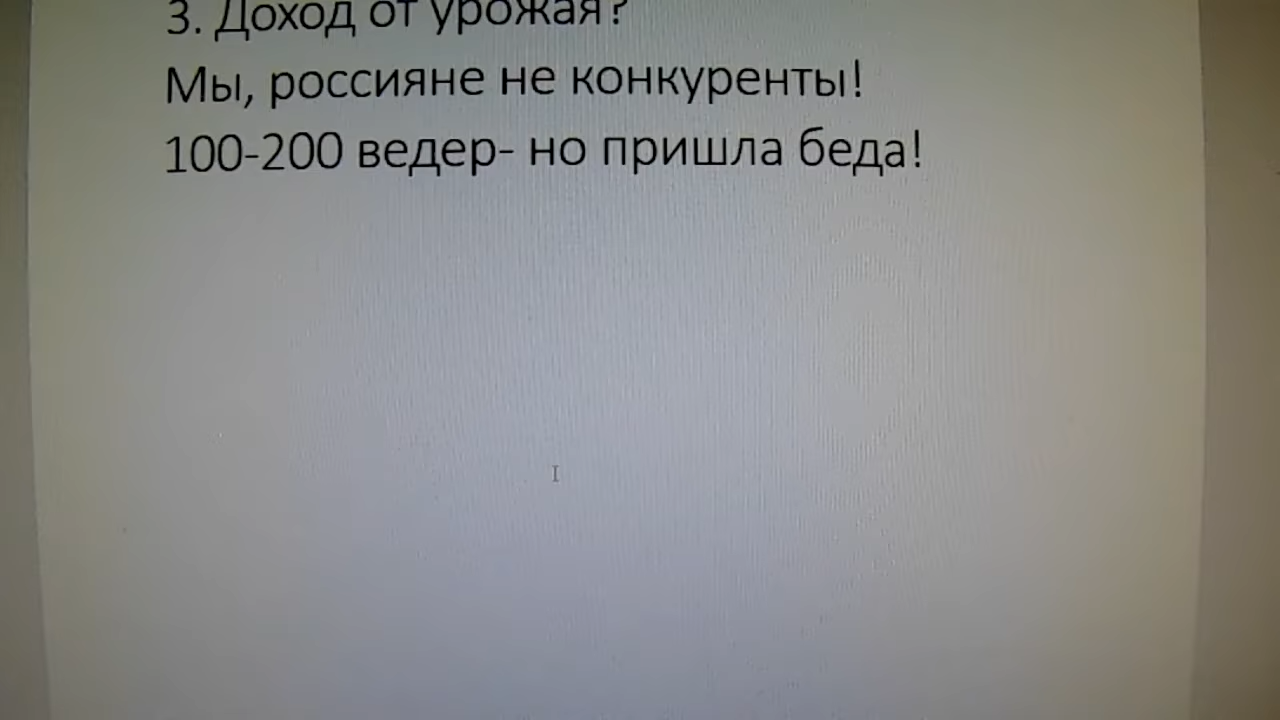 3. Доход от урожая?
Мы, россияне не конкуренты!
100-200 ведер- но пришла беда!